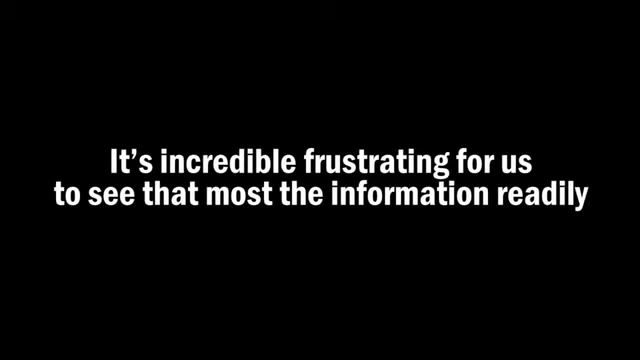 It's incredible frustrating for us
to see that most the information readily